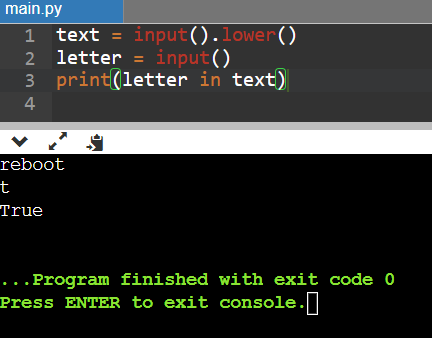 main.py
1 text = input().lower()
2 letter = input()
3 print(letter in text)
4
reboot
t
True
...Program finished with exit code 0
Press ENTER to exit console.